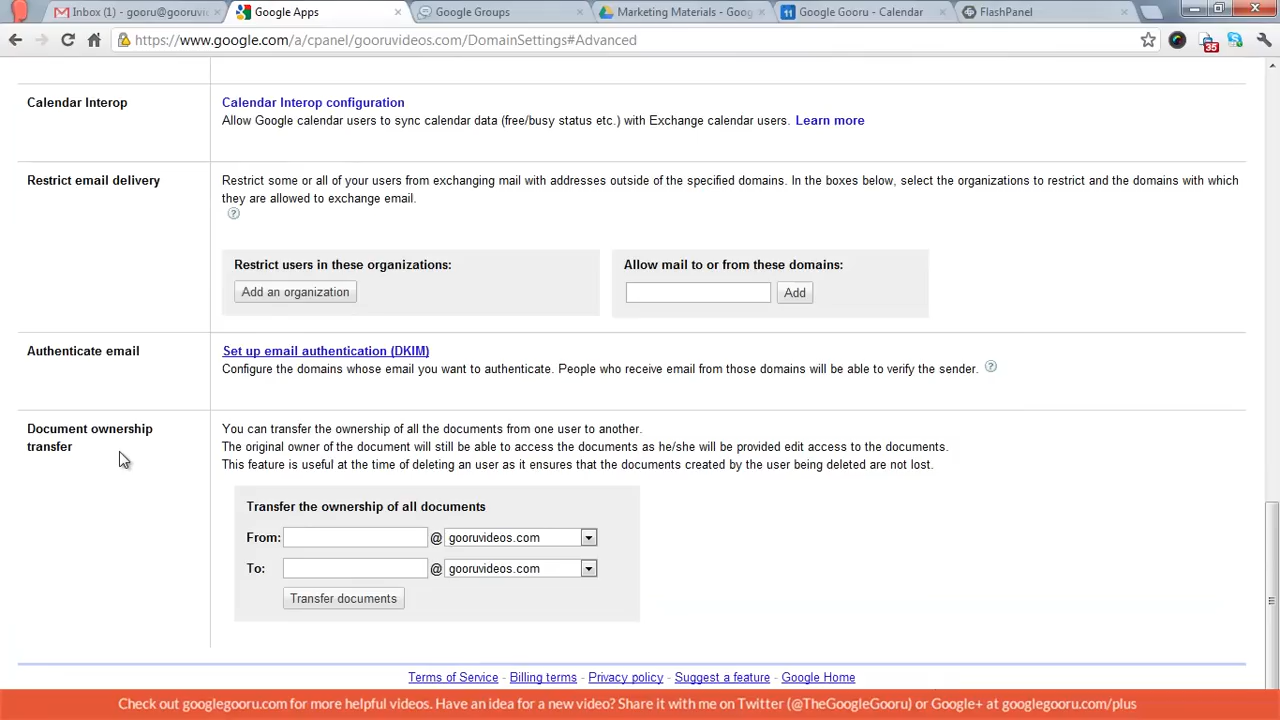 Inbox (1) - gooru@gooruvic
Google Apps
Google Groups
Marketing Materials - Goog
11
Google Gooru - Calendar
FlashPanel
https://www.google.com/a/cpanel/gooruvideos.com/DomainSettings#Advanced
35
Calendar Interop
Calendar Interop configuration
Allow Google calendar users to sync calendar data (free/busy status etc.) with Exchange calendar users. Learn more
Restrict email delivery
Restrict some or all of your users from exchanging mail with addresses outside of the specified domains. In the boxes below, select the organizations to restrict and the domains with which
they are allowed to exchange email.
?
Restrict users in these organizations:
Add an organization
Allow mail to or from these domains:
Add
Authenticate email
Set up email authentication (DKIM)
Configure the domains whose email you want to authenticate. People who receive email from those domains will be able to verify the sender. ?
Document ownership
transfer
You can transfer the ownership of all the documents from one user to another.
The original owner of the document will still be able to access the documents as he/she will be provided edit access to the documents.
This feature is useful at the time of deleting an user as it ensures that the documents created by the user being deleted are not lost.
Transfer the ownership of all documents
From: @ gooruvideos.com
To: @ gooruvideos.com
Transfer documents
Terms of Service - Billing terms - Privacy policy - Suggest a feature - Google Home
Check out googlegooru.com for more helpful videos. Have an idea for a new video? Share it with me on Twitter (@TheGoogleGooru) or Google+ at googlegooru.com/plus